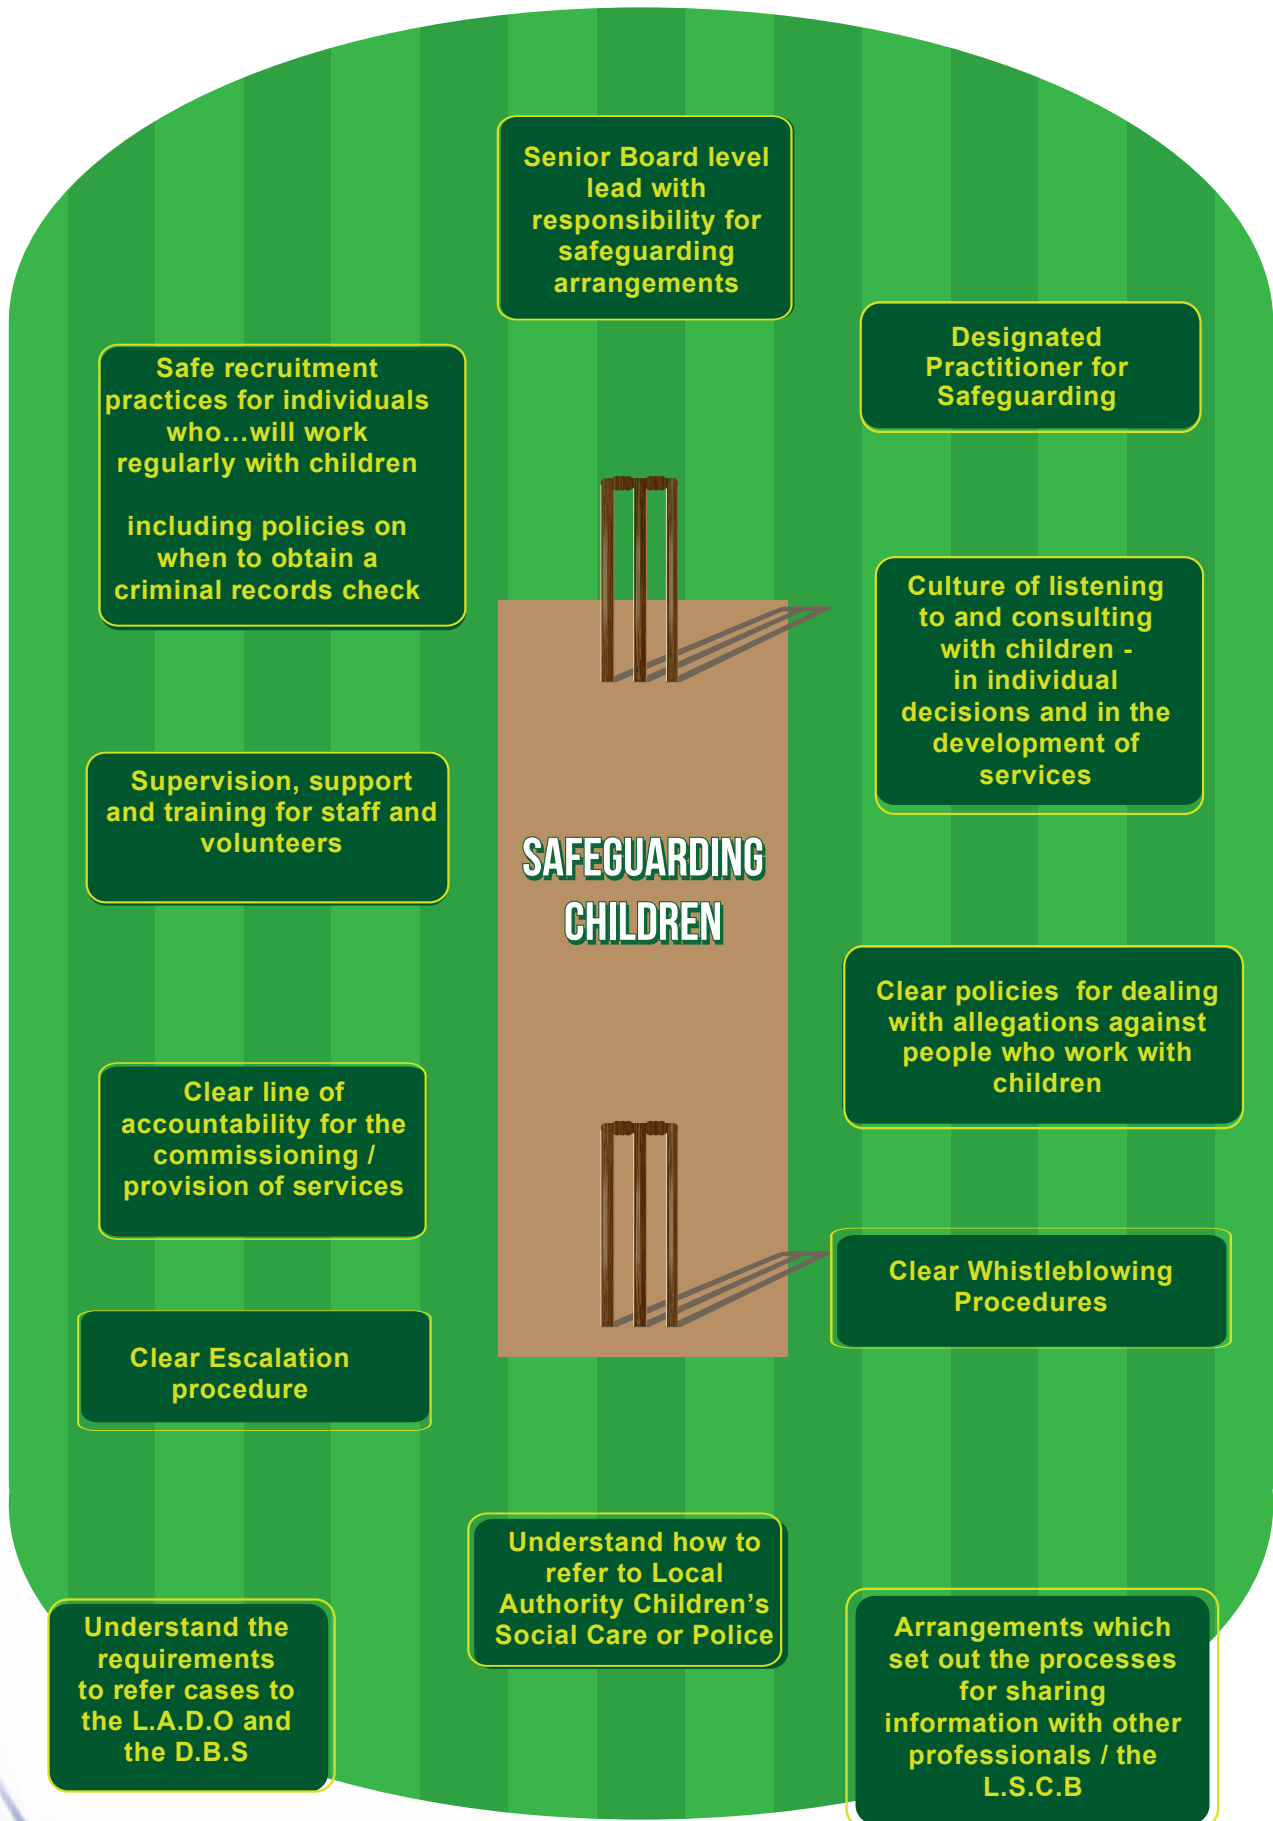 Senior Board level
lead with
responsibility for
safeguarding
arrangements
Designated
Practitioner for
Safeguarding
Safe recruitment
practices for individuals
who…will work
regularly with children
including policies on
when to obtain a
criminal records check
Culture of listening
to and consulting
with children -
in individual
decisions and in the
development of
services
Supervision, support
and training for staff and
volunteers
SAFEGUARDING
CHILDREN
Clear policies for dealing
with allegations against
people who work with
children
Clear line of
accountability for the
commissioning /
provision of services
Clear Whistleblowing
Procedures
Clear Escalation
procedure
Understand how to
refer to Local
Authority Children’s
Social Care or Police
Understand the
requirements
to refer cases to
the L.A.D.O and
the D.B.S
Arrangements which
set out the processes
for sharing
information with other
professionals / the
L.S.C.B